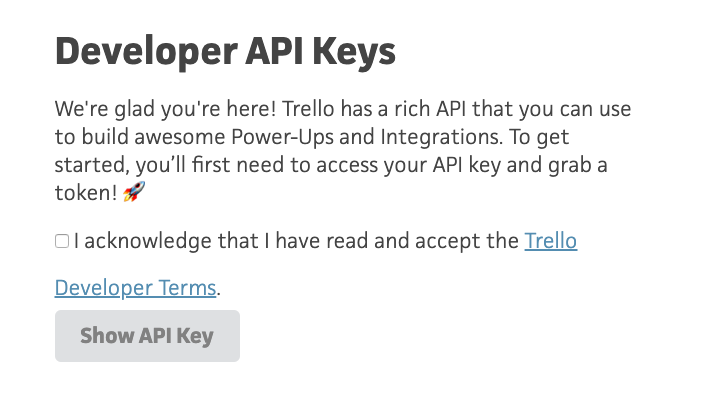 Developer API Keys
We're glad you're here! Trello has a rich API that you can use
to build awesome Power-Ups and Integrations. To get
started, you’ll first need to access your API key and grab a
token! 🚀
I acknowledge that I have read and accept the Trello
Developer Terms.
Show API Key